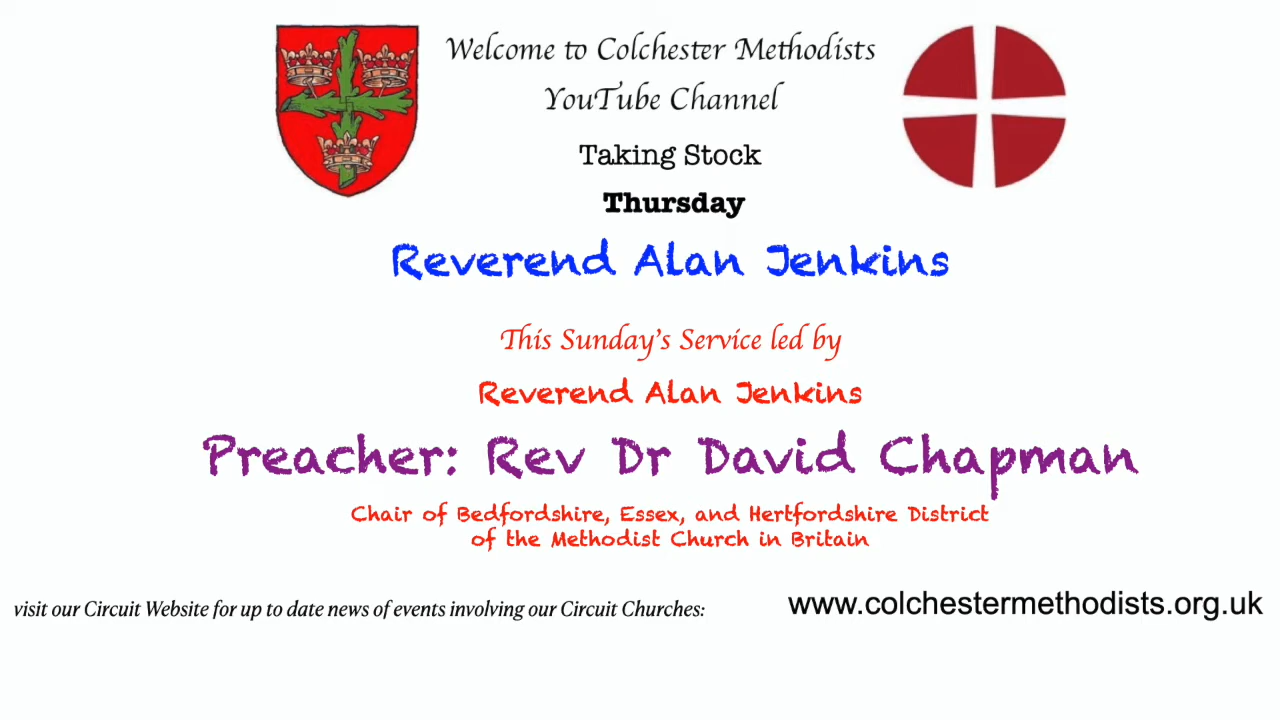 Welcome to Colchester Methodists
YouTube Channel
Taking Stock
Thursday
Reverend Alan Jenkins
This Sunday's Service led by
Reverend Alan Jenkins
Preacher: Rev Dr David Chapman
Chair of Bedfordshire, Essex, and Hertfordshire District
of the Methodist Church in Britain
visit our Circuit Website for up to date news of events involving our Circuit Churches:
www.colchestermethodists.org.uk